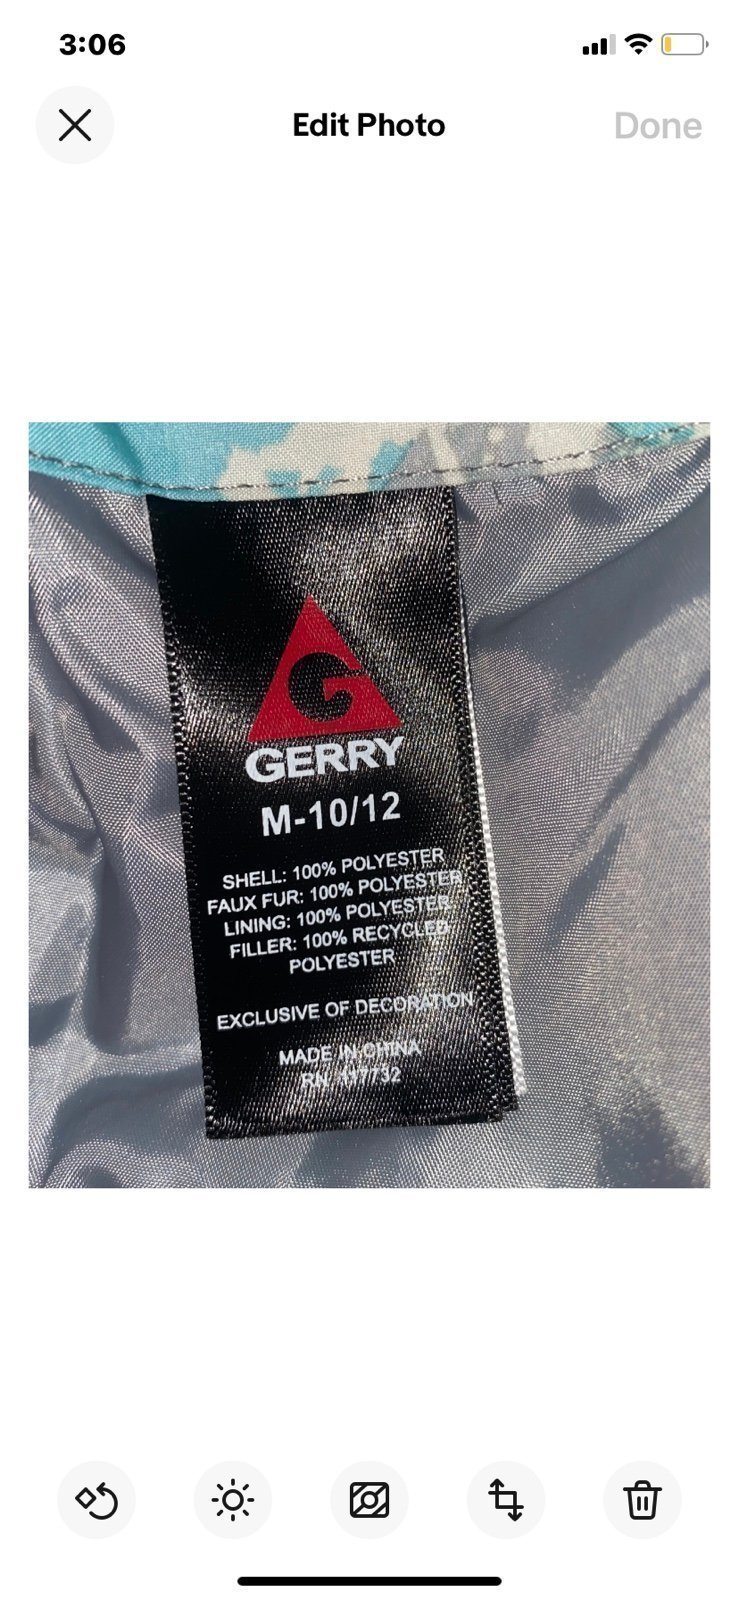 3:06
Edit Photo
Done
GERRY
M-10/12
SHELL: 100% POLYESTER
FAUX FUR: 100% POLYESTER
LINING: 100% POLYESTER
FILLER: 100% RECYCLED
POLYESTER
EXCLUSIVE OF DECORATION
MADE IN CHINA
RN 117732